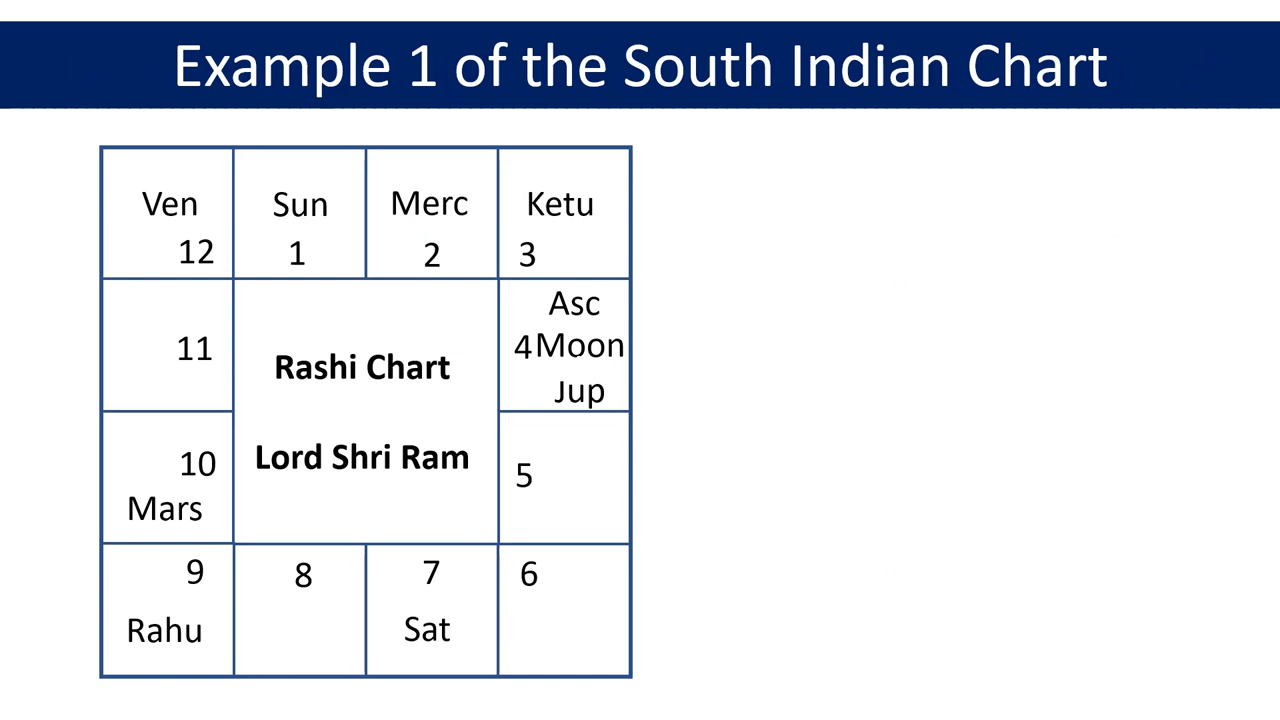 Example 1 of the South Indian Chart
Ven
12
Sun
1
Merc
2
Ketu
3
11
Rashi Chart
Lord Shri Ram
Asc
4Moon
Jup
10
Mars
5
9
Rahu
8
7
Sat
6